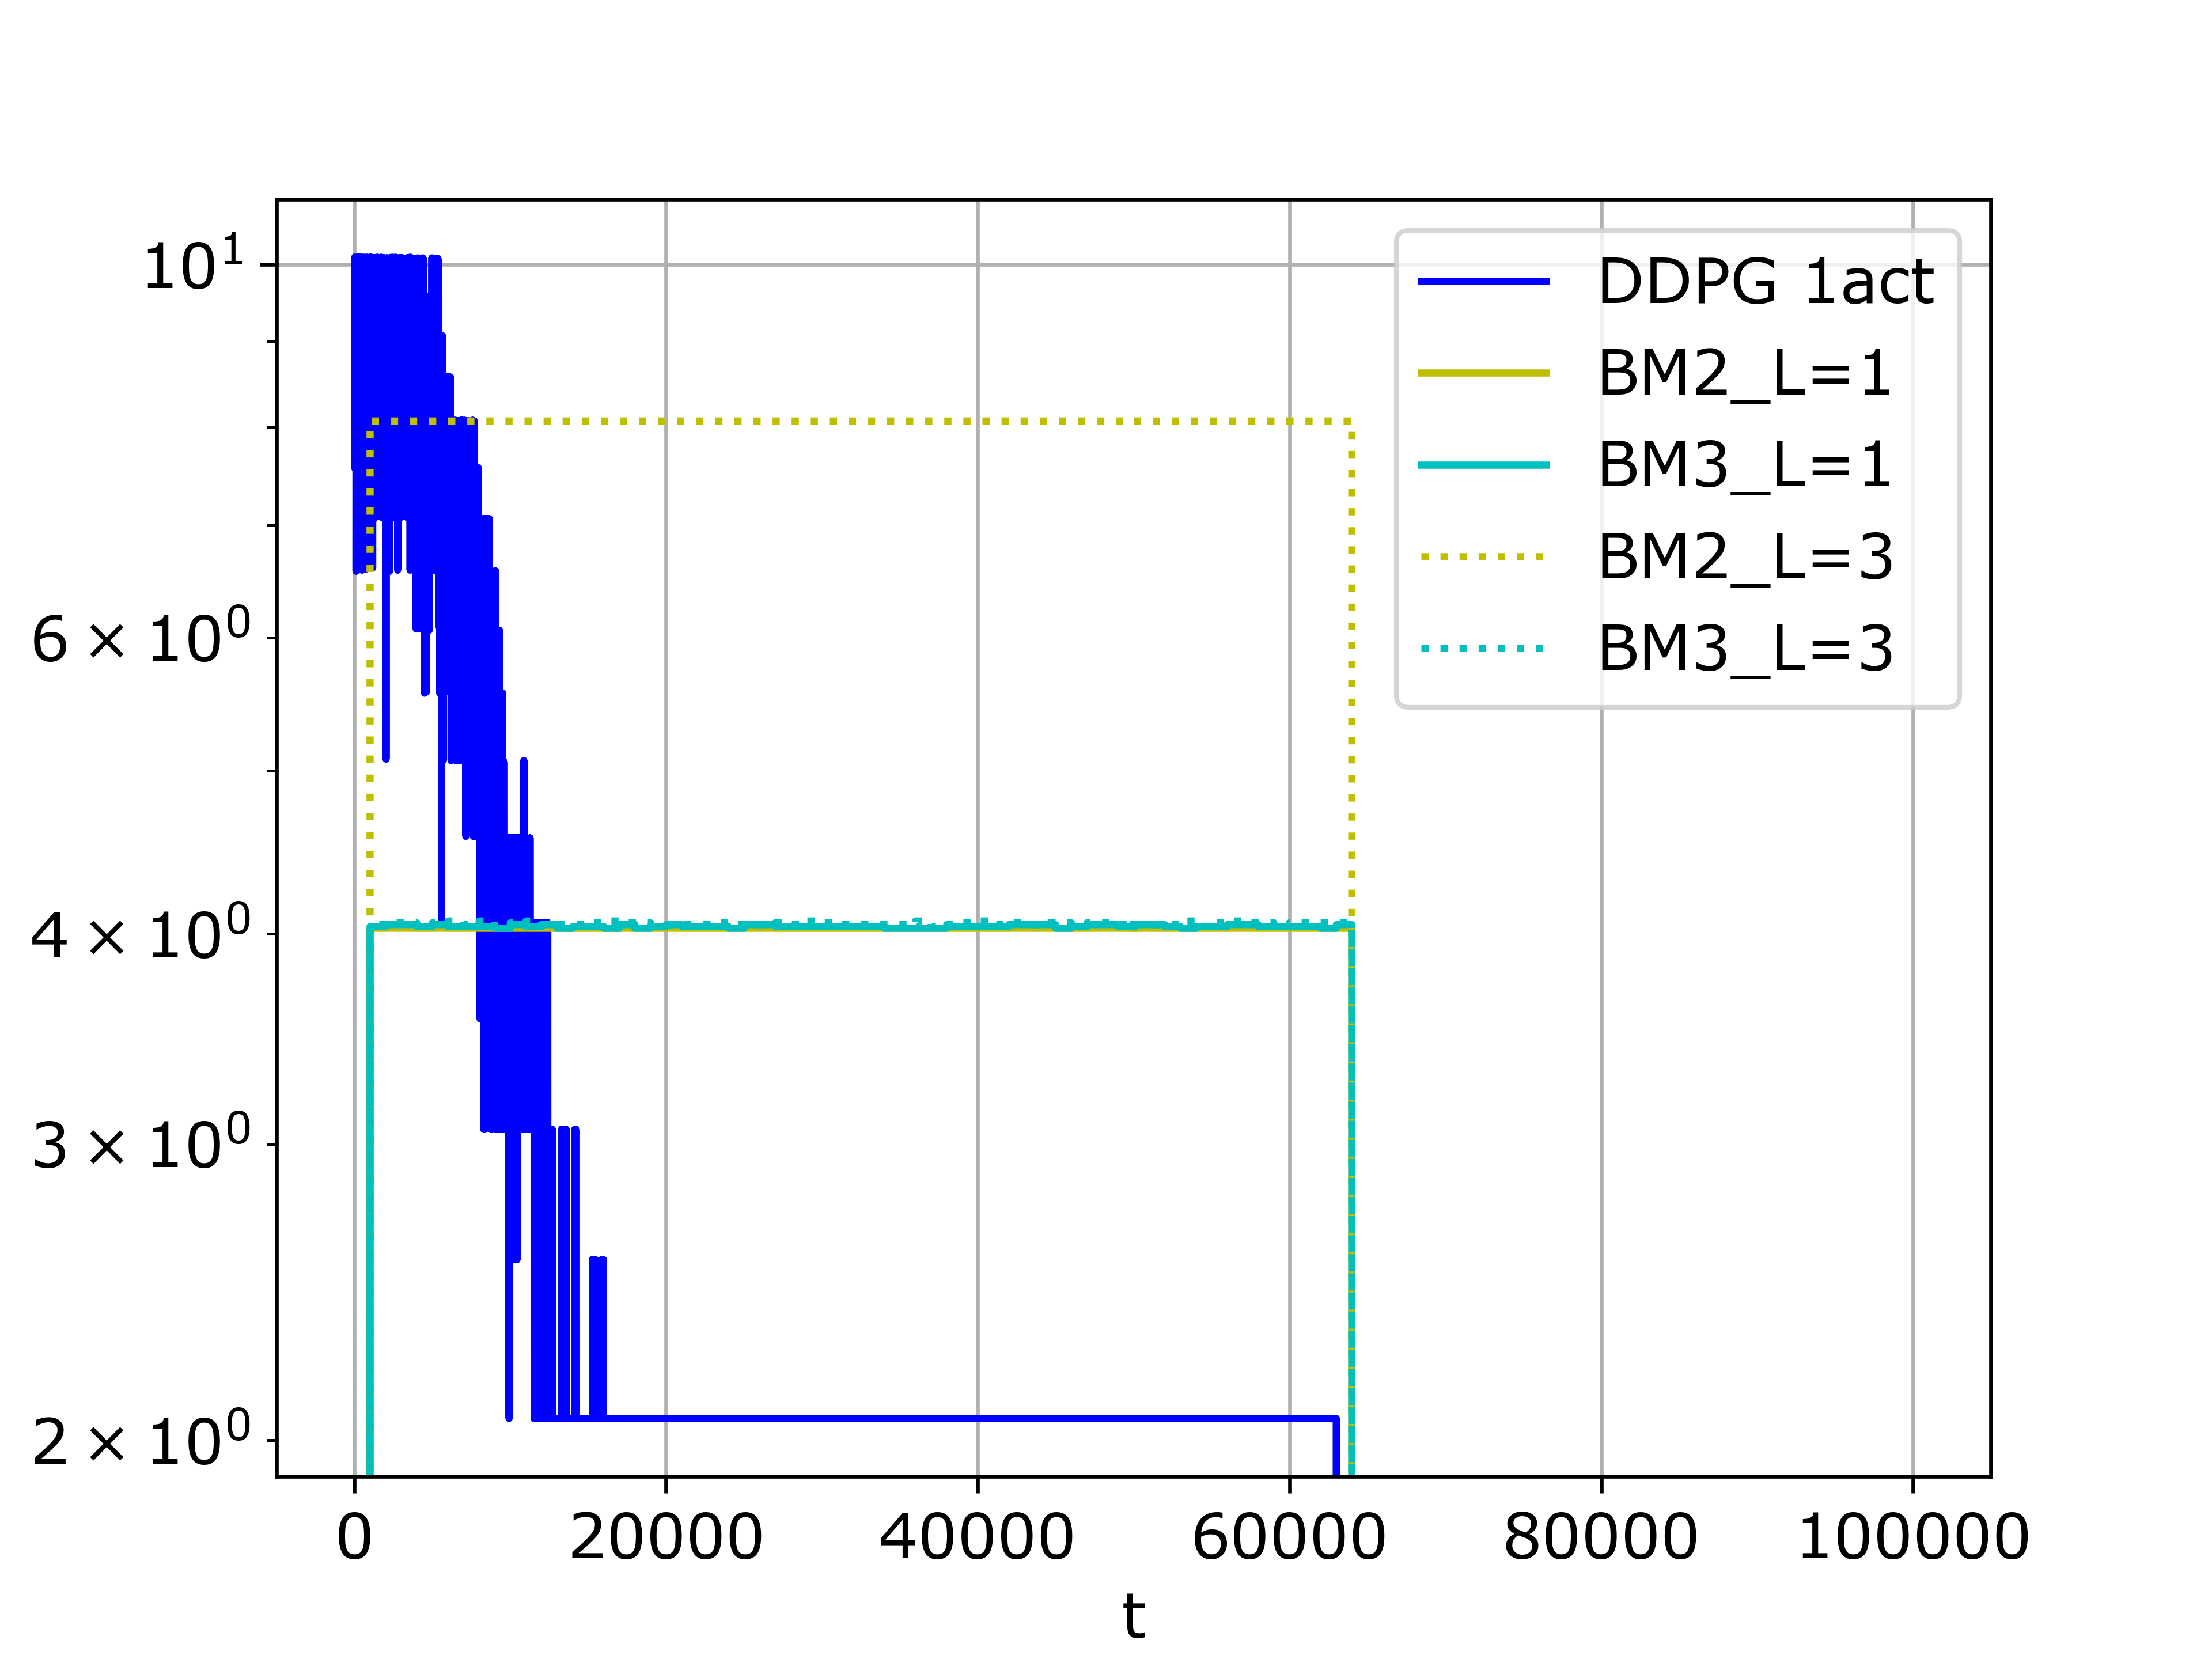 10¹
6 × 10⁰
4 × 10⁰
3 × 10⁰
2 × 10⁰
DDPG 1act
BM2_L=1
BM3_L=1
BM2_L=3
BM3_L=3
0 20000 40000 60000 80000 100000
t